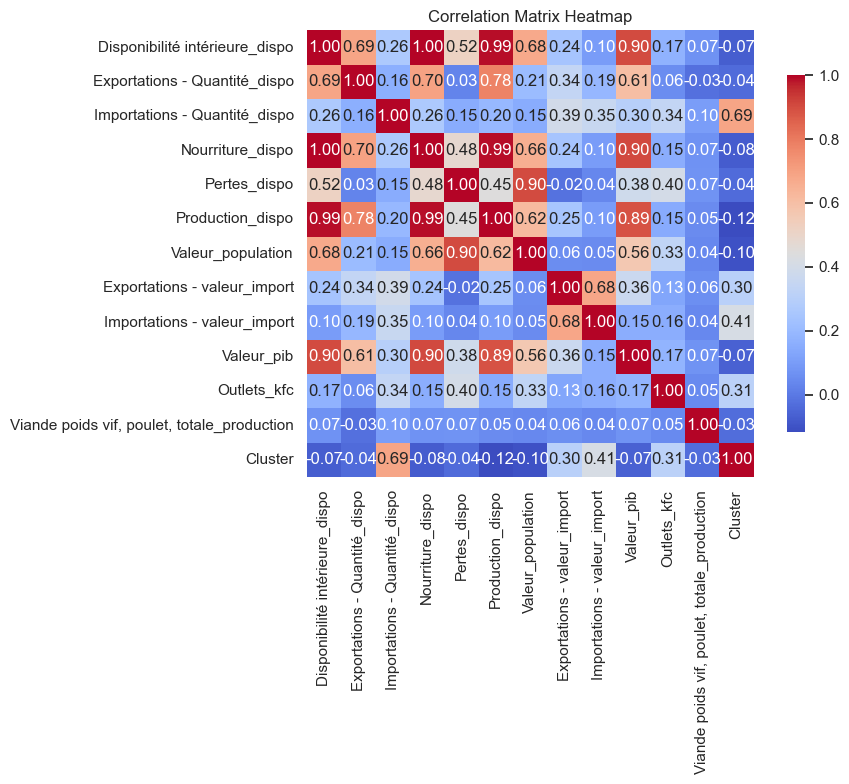 Correlation Matrix Heatmap
Disponibilité intérieure_dispo 1.00 0.69 0.26 1.00 0.52 0.99 0.68 0.24 0.10 0.90 0.17 0.07 -0.07
Exportations - Quantité_dispo 0.69 1.00 0.16 0.70 0.03 0.78 0.21 0.34 0.19 0.61 0.06 -0.03 -0.04
Importations - Quantité_dispo 0.26 0.16 1.00 0.26 0.15 0.20 0.15 0.39 0.35 0.30 0.34 0.10 0.69
Nourriture_dispo 1.00 0.70 0.26 1.00 0.48 0.99 0.66 0.24 0.10 0.90 0.15 0.07 -0.08
Pertes_dispo 0.52 0.03 0.15 0.48 1.00 0.45 0.90 -0.02 0.04 0.38 0.40 0.07 -0.04
Production_dispo 0.99 0.78 0.20 0.99 0.45 1.00 0.62 0.25 0.10 0.89 0.15 0.05 -0.12
Valeur_population 0.68 0.21 0.15 0.66 0.90 0.62 1.00 0.06 0.05 0.56 0.33 0.04 -0.10
Exportations - valeur_import 0.24 0.34 0.39 0.24 -0.02 0.25 0.06 1.00 0.68 0.36 0.13 0.06 0.30
Importations - valeur_import 0.10 0.19 0.35 0.10 0.04 0.10 0.05 0.68 1.00 0.15 0.16 0.04 0.41
Valeur_pib 0.90 0.61 0.30 0.90 0.38 0.89 0.56 0.36 0.15 1.00 0.17 0.07 -0.07
Outlets_kfc 0.17 0.06 0.34 0.15 0.40 0.15 0.33 0.13 0.16 0.17 1.00 0.05 0.31
Viande poids vif, poulet, totale_production 0.07 -0.03 0.10 0.07 0.07 0.05 0.04 0.06 0.04 0.07 0.05 1.00 -0.03
Cluster -0.07 -0.04 0.69 -0.08 -0.04 -0.12 -0.10 0.30 0.41 -0.07 0.31 -0.03 1.00
Disponibilité intérieure_dispo
Exportations - Quantité_dispo
Importations - Quantité_dispo
Nourriture_dispo
Pertes_dispo
Production_dispo
Valeur_population
Exportations - valeur_import
Importations - valeur_import
Valeur_pib
Outlets_kfc
Viande poids vif, poulet, totale_production
Cluster
1.0
0.8
0.6
0.4
0.2
0.0